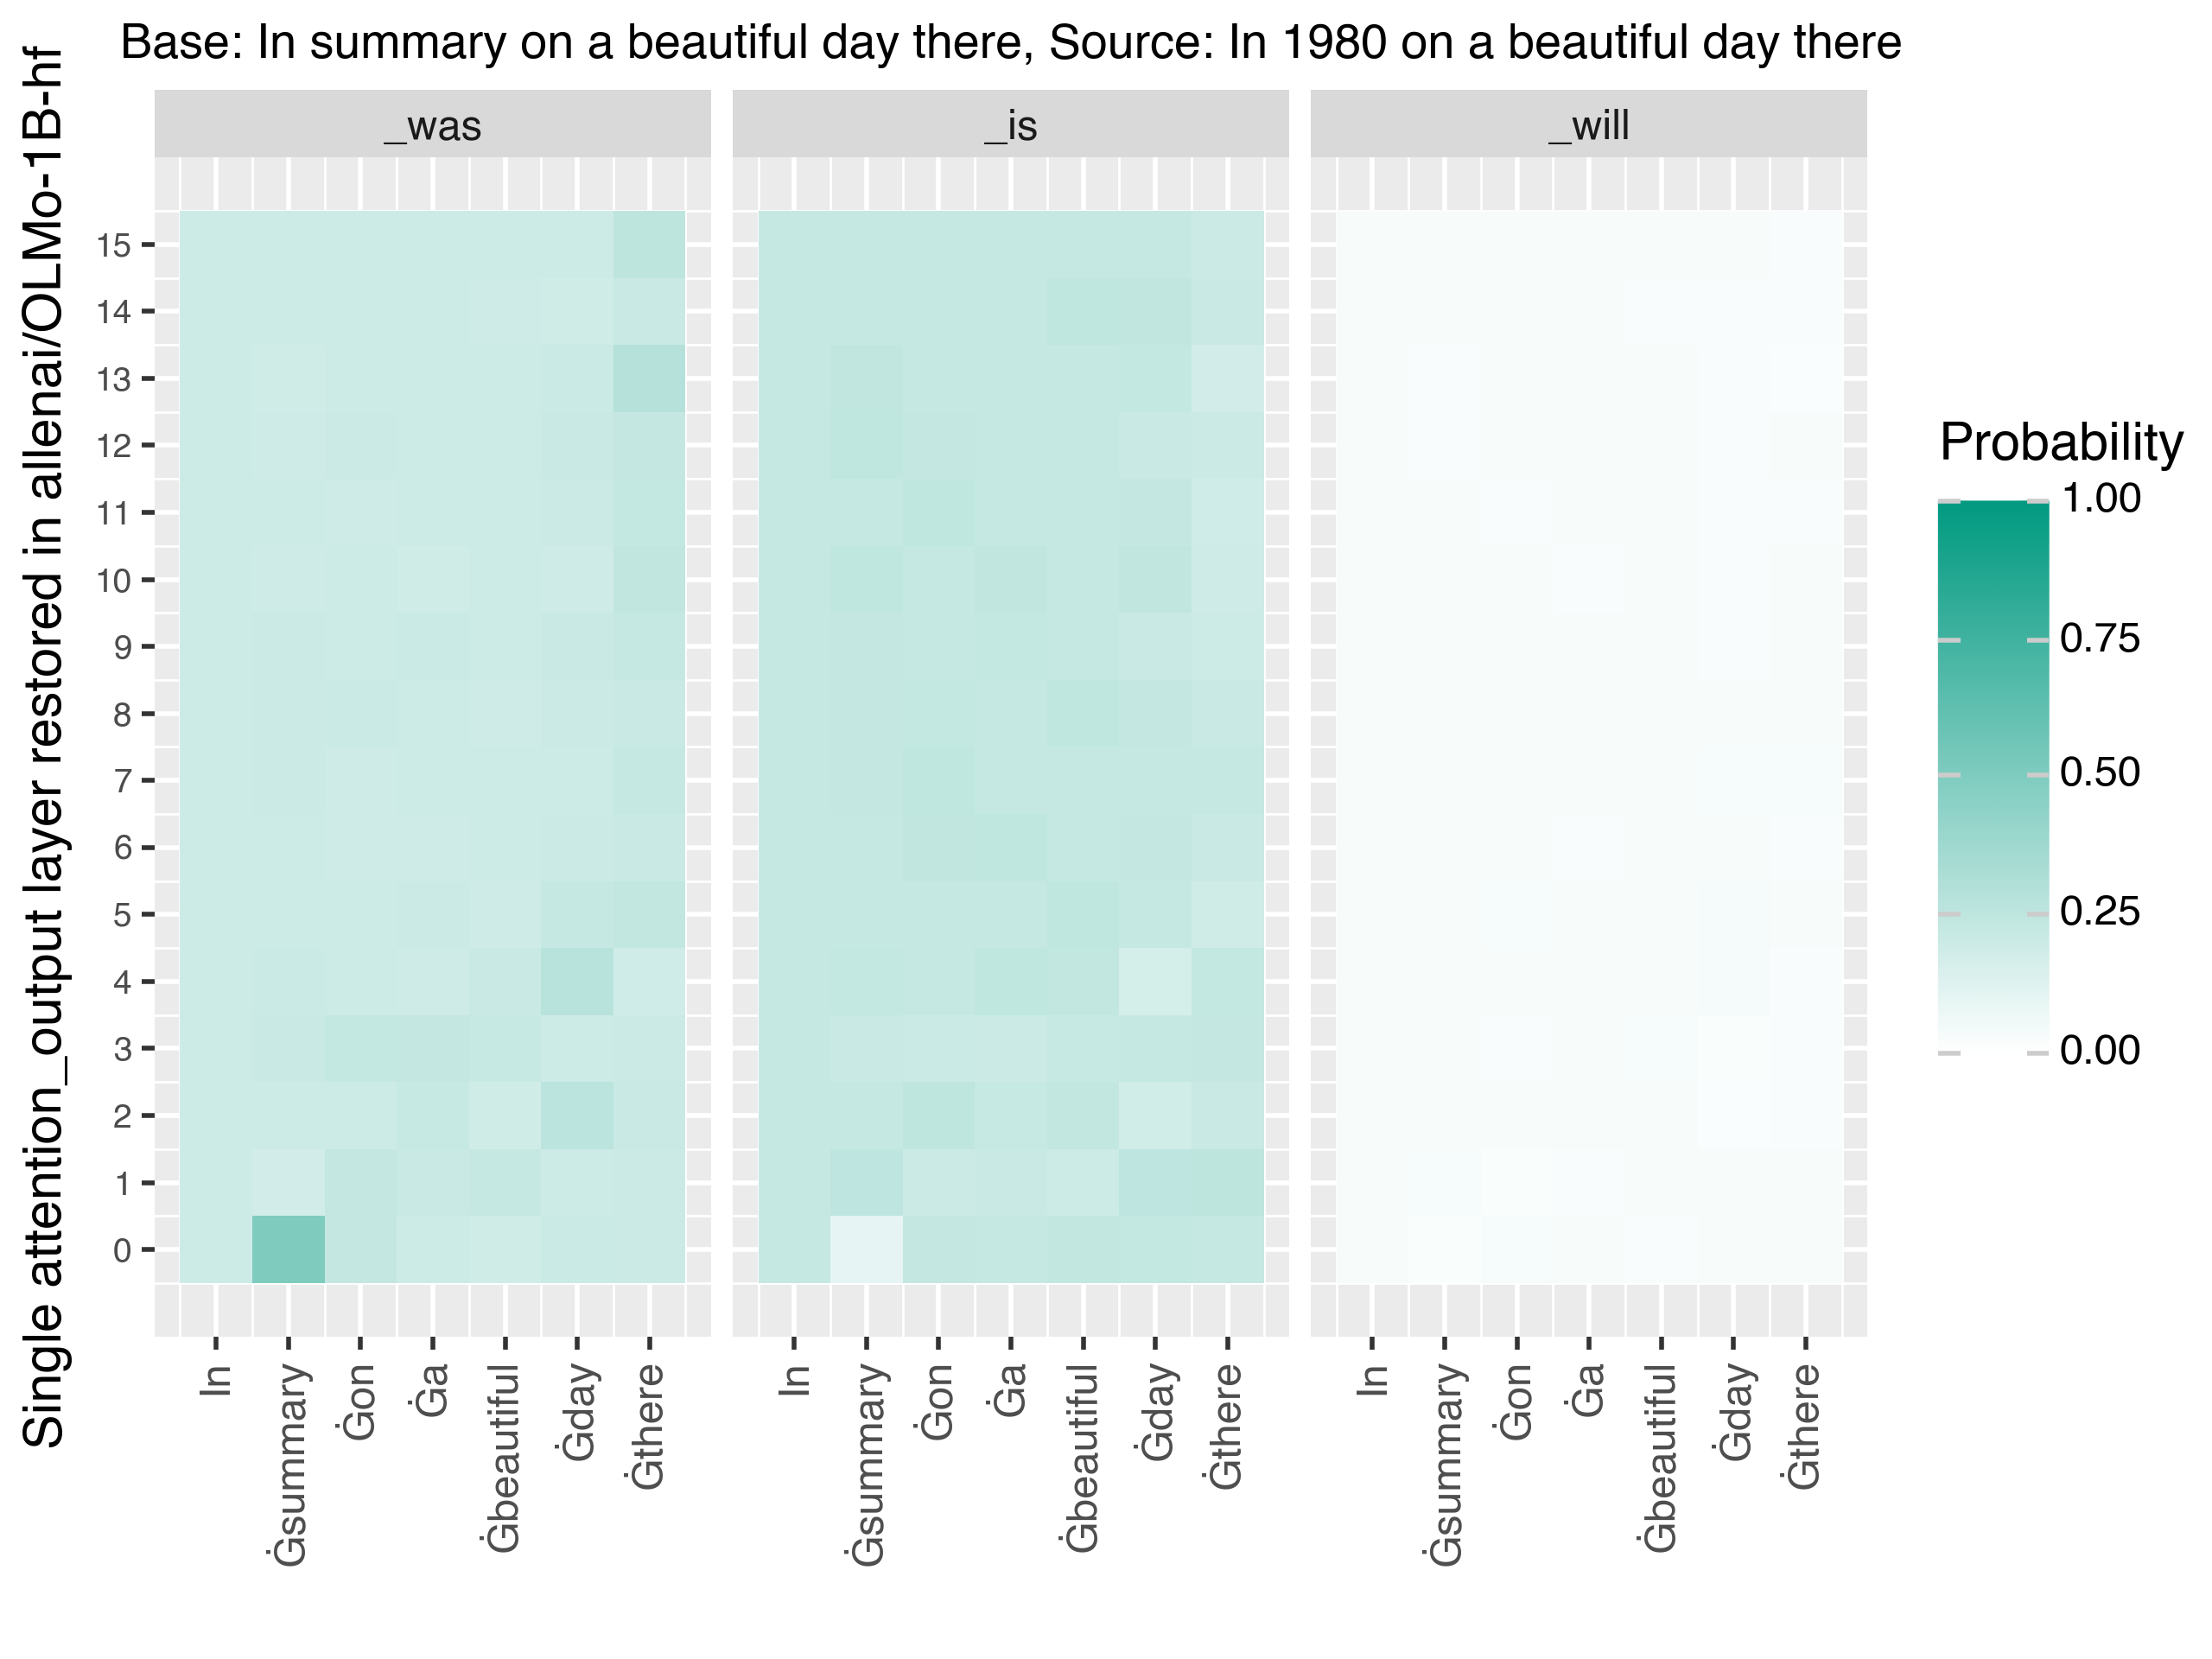 Base: In summary on a beautiful day there, Source: In 1980 on a beautiful day there
Single attention_output layer restored in allenai/OLMo-1B-hf
_was
_is
_will
15
14
13
12
11
10
9
8
7
6
5
4
3
2
1
0
In
Ġsummary
Ġon
Ġa
Ġbeautiful
Ġday
Ġthere
In
Ġsummary
Ġon
Ġa
Ġbeautiful
Ġday
Ġthere
In
Ġsummary
Ġon
Ġa
Ġbeautiful
Ġday
Ġthere
Probability
1.00
0.75
0.50
0.25
0.00